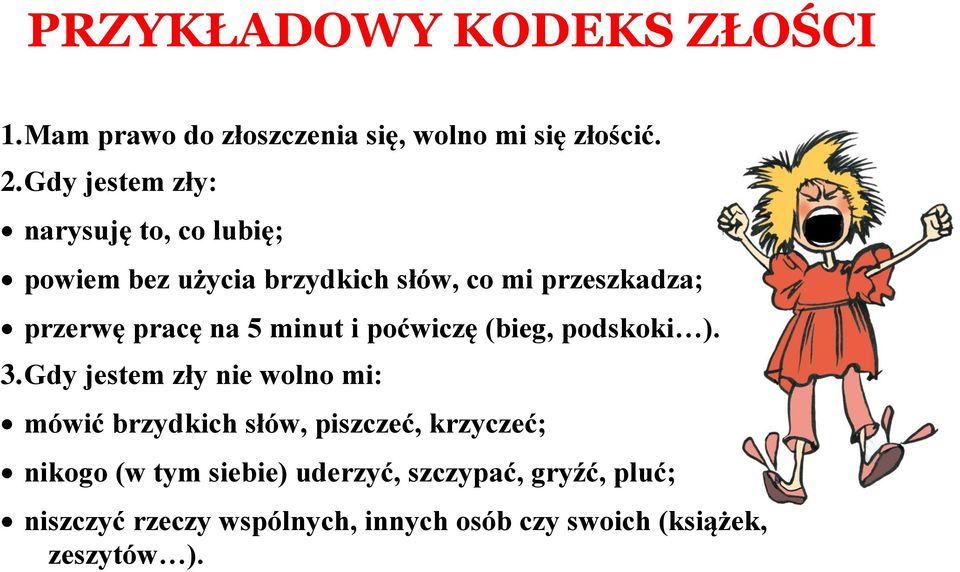 PRZYKŁADOWY KODEKS ZŁOŚCI
1.Mam prawo do złoszczenia się, wolno mi się złościć.
2.Gdy jestem zły:
• narysuję to, co lubię;
• powiem bez użycia brzydkich słów, co mi przeszkadza;
• przerwę pracę na 5 minut i poćwiczę (bieg, podskoki…).
3.Gdy jestem zły nie wolno mi:
• mówić brzydkich słów, piszczeć, krzyczeć;
• nikogo (w tym siebie) uderzyć, szczypać, gryźć, pluć;
• niszczyć rzeczy wspólnych, innych osób czy swoich (książek,
zeszytów…).